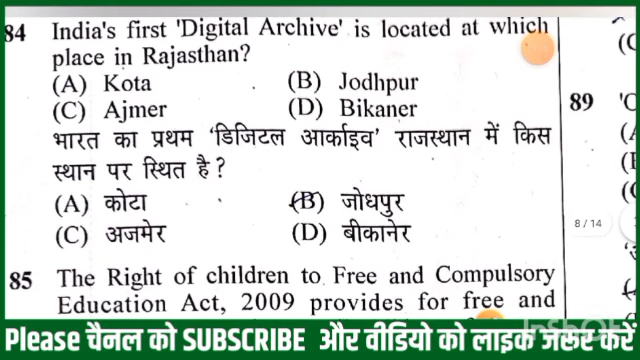 84 India's first 'Digital Archive' is located at which
place in Rajasthan?
(A) Kota (B) Jodhpur
(C) Ajmer (D) Bikaner
भारत का प्रथम 'डिजिटल आर्काइव' राजस्थान में किस
स्थान पर स्थित है ?
(A) कोटा (B) जोधपुर
(C) अजमेर (D) बीकानेर
85 The Right of children to Free and Compulsory
Education Act, 2009 provides for free and
89
8 / 14
Please चैनल को SUBSCRIBE और वीडियो को लाइक जरूर करें